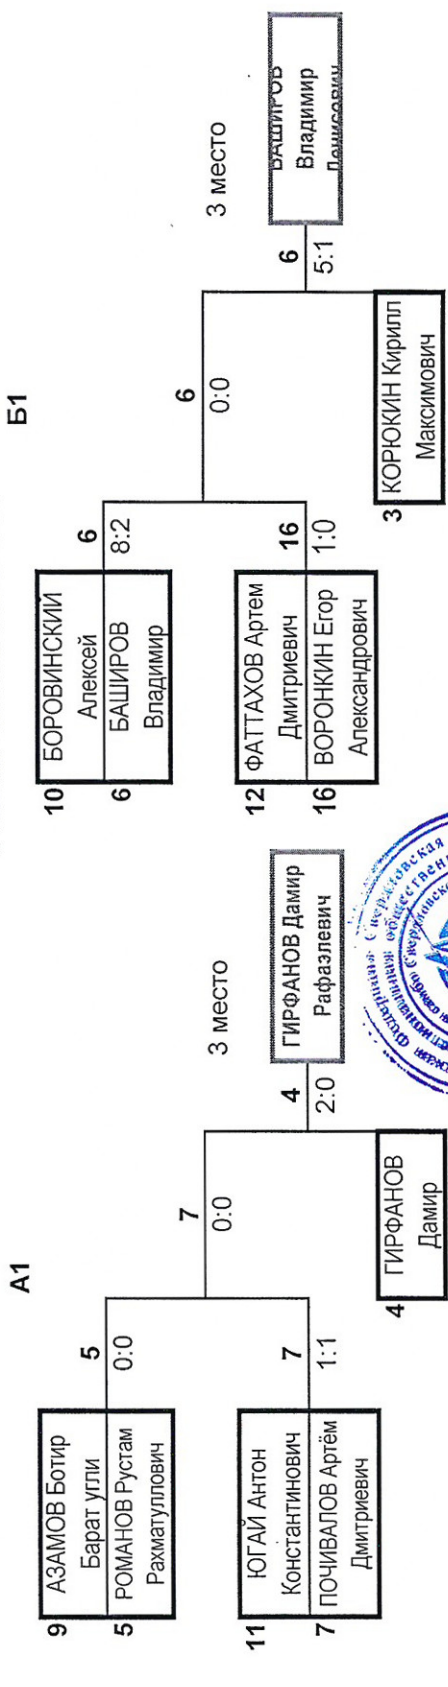 А1
9
АЗАМОВ Ботир
Барат угли
5
РОМАНОВ Рустам
Рахматуллович
5
0:0
11
ЮГАЙ Антон
Константинович
7
ПОЧИВАЛОВ Артём
Дмитриевич
7
1:1
7
0:0
4
ГИРФАНОВ
Дамир
4
2:0
3 место
ГИРФАНОВ Дамир
Рафаэлевич
Б1
10
БОРОВИНСКИЙ
Алексей
6
БАШИРОВ
Владимир
6
8:2
12
ФАТТАХОВ Артем
Дмитриевич
16
ВОРОНКИН Егор
Александрович
16
1:0
6
0:0
3
КОРЮКИН Кирилл
Максимович
6
5:1
3 место
БАШИРОВ
Владимир
Денисович